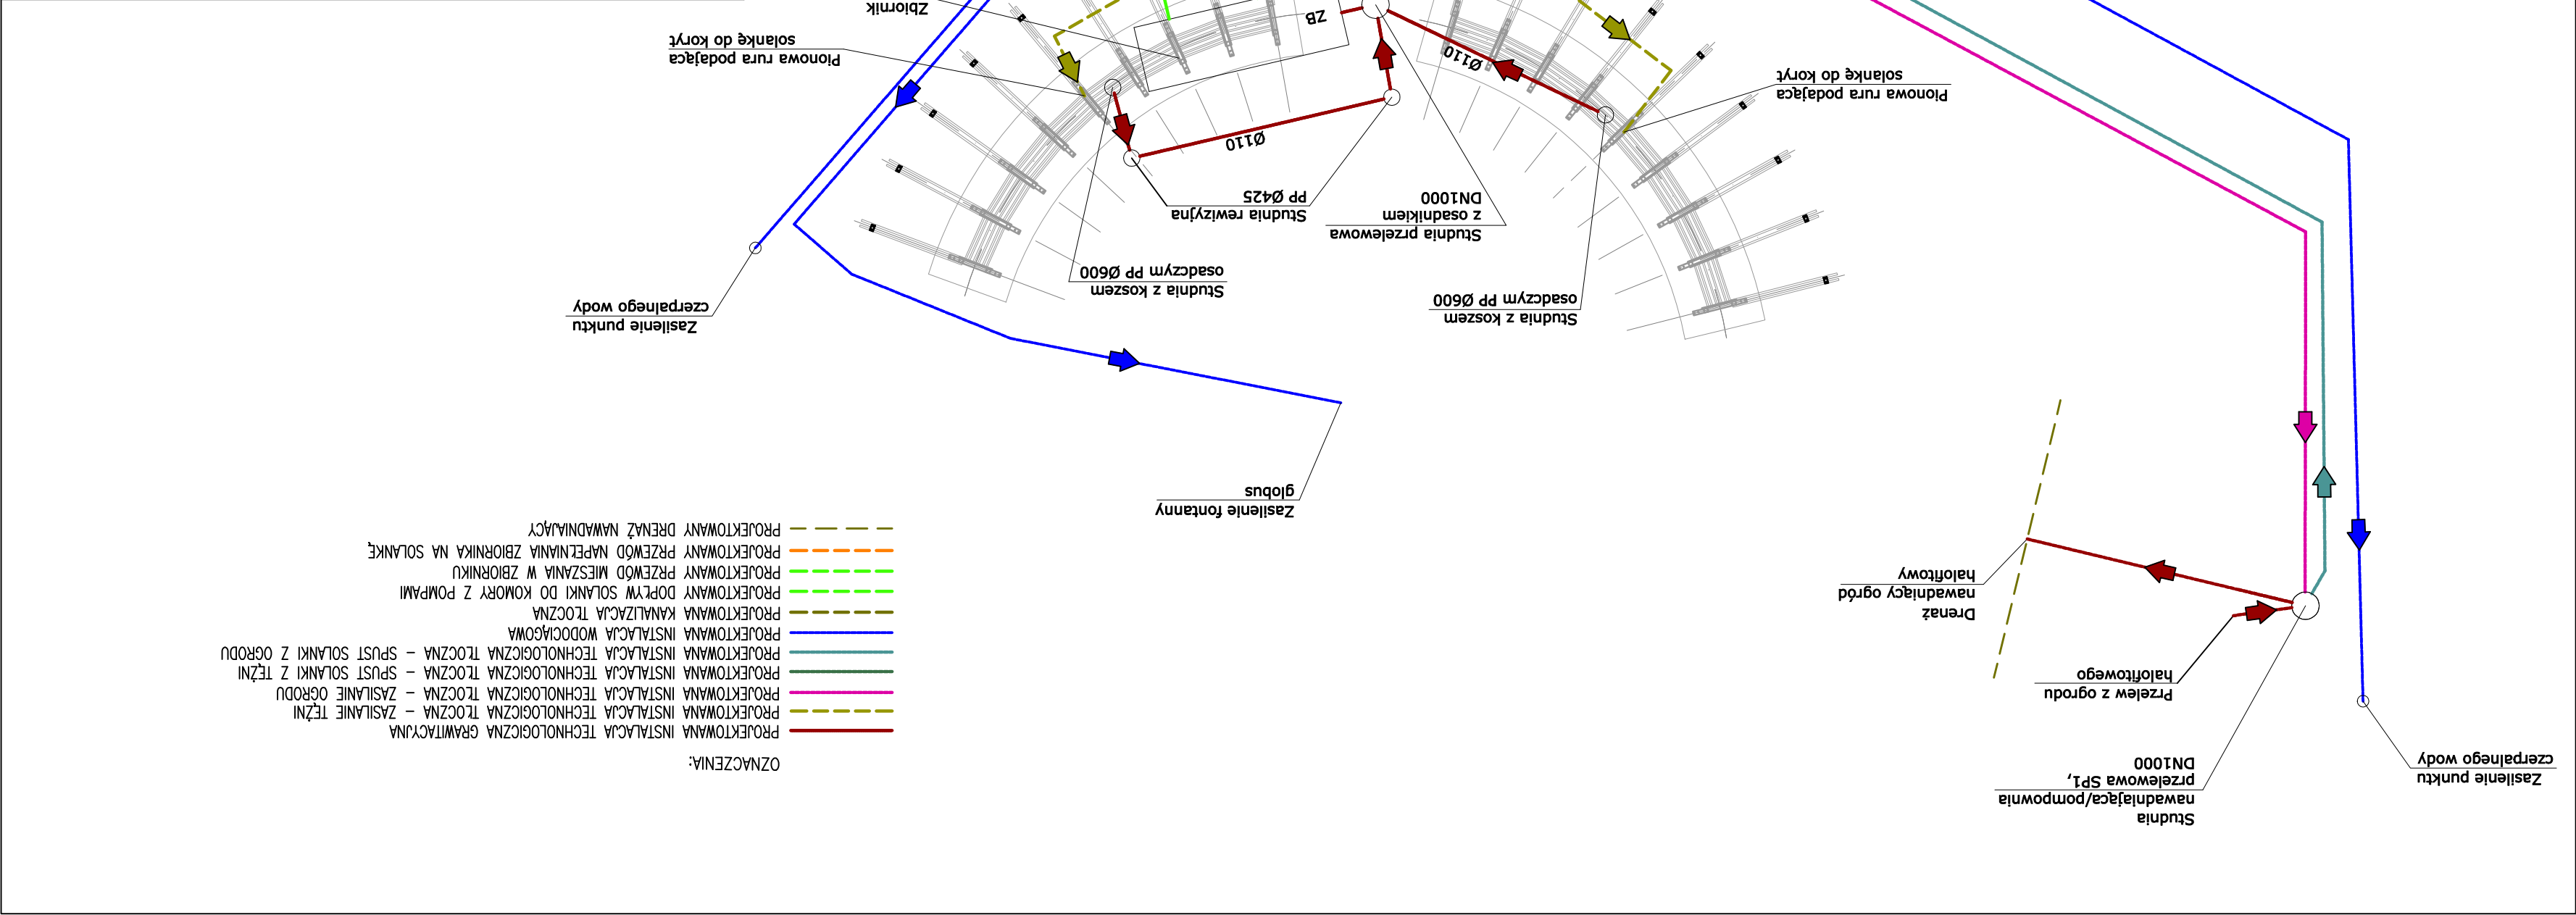 Zasilenie punktu
czerpalnego wody
Studnia
nawadniająca/pompownia
przelewowa SP1,
DN1000
Przelew z ogrodu
halofitowego
Drenaż
nawadniający ogród
halofitowy
OZNACZENIA:
PROJEKTOWANA INSTALACJA TECHNOLOGICZNA GRAWITACYJNA
PROJEKTOWANA INSTALACJA TECHNOLOGICZNA TŁOCZNA – ZASILANIE TĘŻNI
PROJEKTOWANA INSTALACJA TECHNOLOGICZNA TŁOCZNA – ZASILANIE OGRODU
PROJEKTOWANA INSTALACJA TECHNOLOGICZNA TŁOCZNA – SPUST SOLANKI Z TĘŻNI
PROJEKTOWANA INSTALACJA TECHNOLOGICZNA TŁOCZNA – SPUST SOLANKI Z OGRODU
PROJEKTOWANA INSTALACJA WODOCIĄGOWA
PROJEKTOWANA KANALIZACJA TŁOCZNA
PROJEKTOWANY DOPŁYW SOLANKI DO KOMORY Z POMPAMI
PROJEKTOWANY PRZEWÓD MIESZANIA W ZBIORNIKU
PROJEKTOWANY PRZEWÓD NAPEŁNIANIA ZBIORNIKA NA SOLANKĘ
PROJEKTOWANY DRENAŻ NAWADNIAJĄCY
Zasilenie fontanny
globus
Zasilenie punktu
czerpalnego wody
Studnia z koszem
osadczym PP Ø600
Studnia z koszem
osadczym PP Ø600
Studnia przelewowa
z osadnikiem
DN1000
Studnia rewizyjna
PP Ø425
Ø110
Pionowa rura podająca
solankę do koryt
Ø110
Pionowa rura podająca
solankę do koryt
ZB
Zbiornik